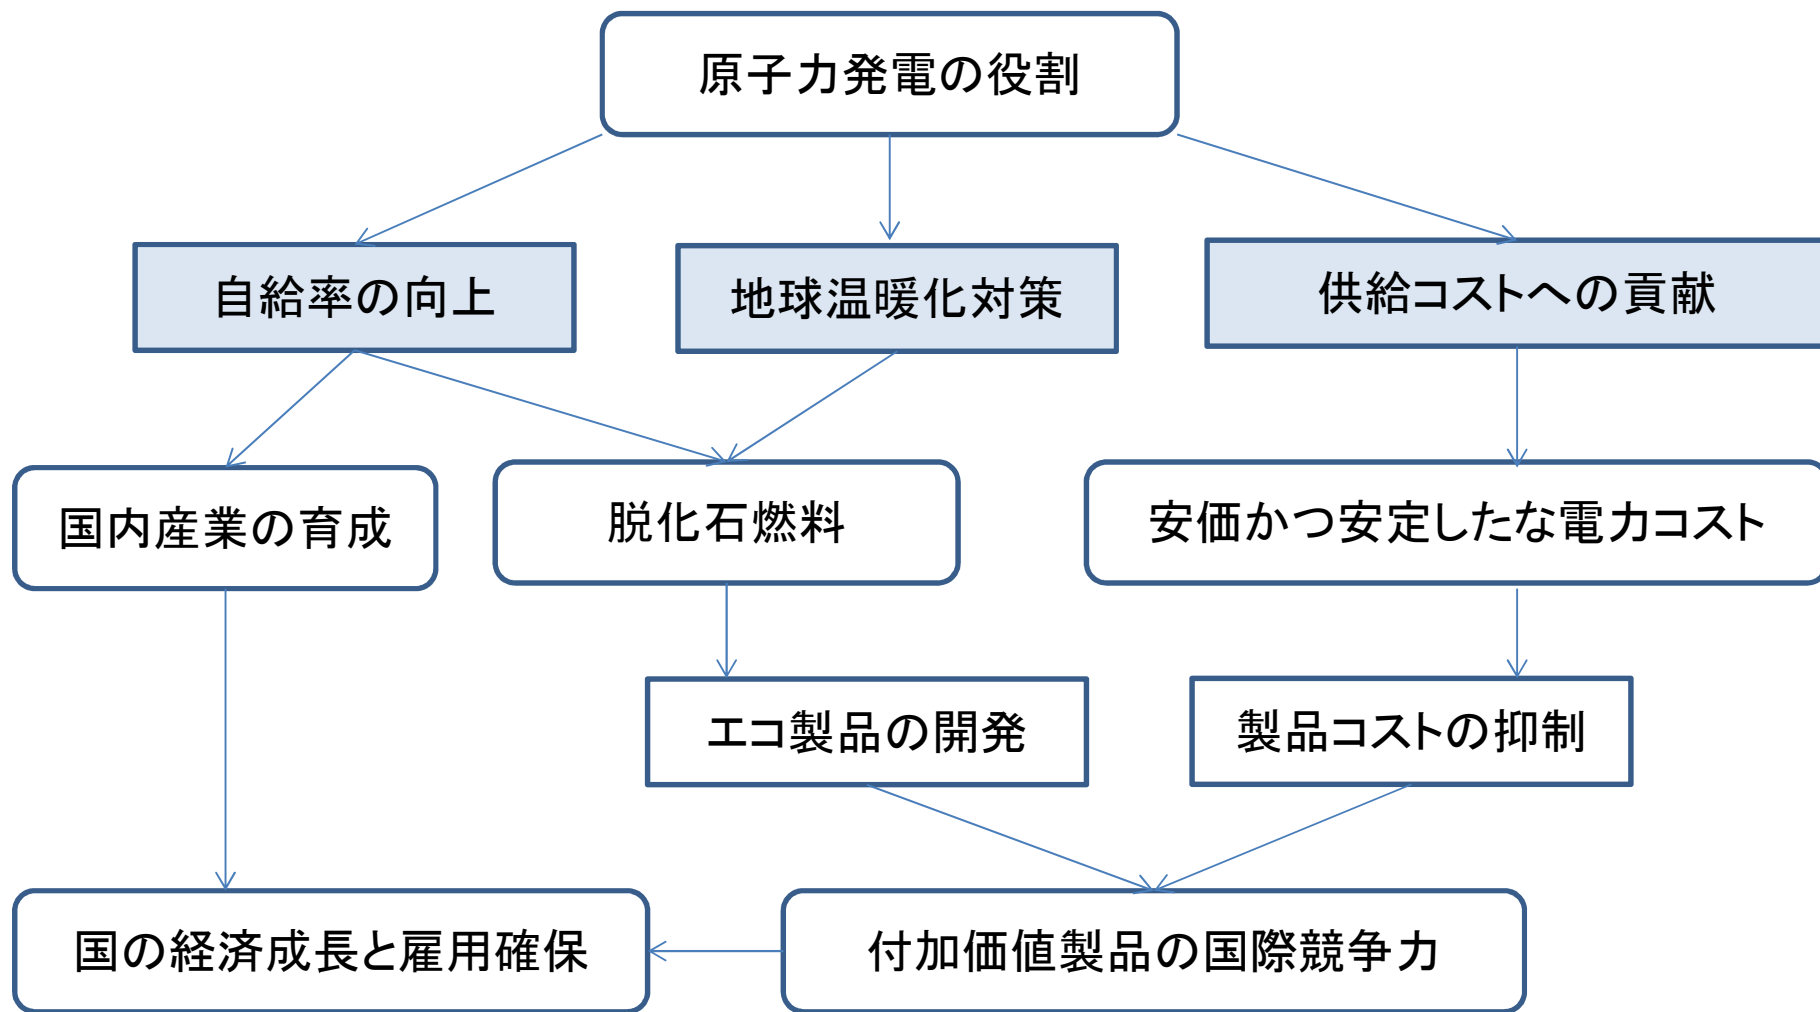 原子力発電の役割
自給率の向上
地球温暖化対策
供給コストへの貢献
国内産業の育成
脱化石燃料
安価かつ安定したな電力コスト
エコ製品の開発
製品コストの抑制
国の経済成長と雇用確保
付加価値製品の国際競争力